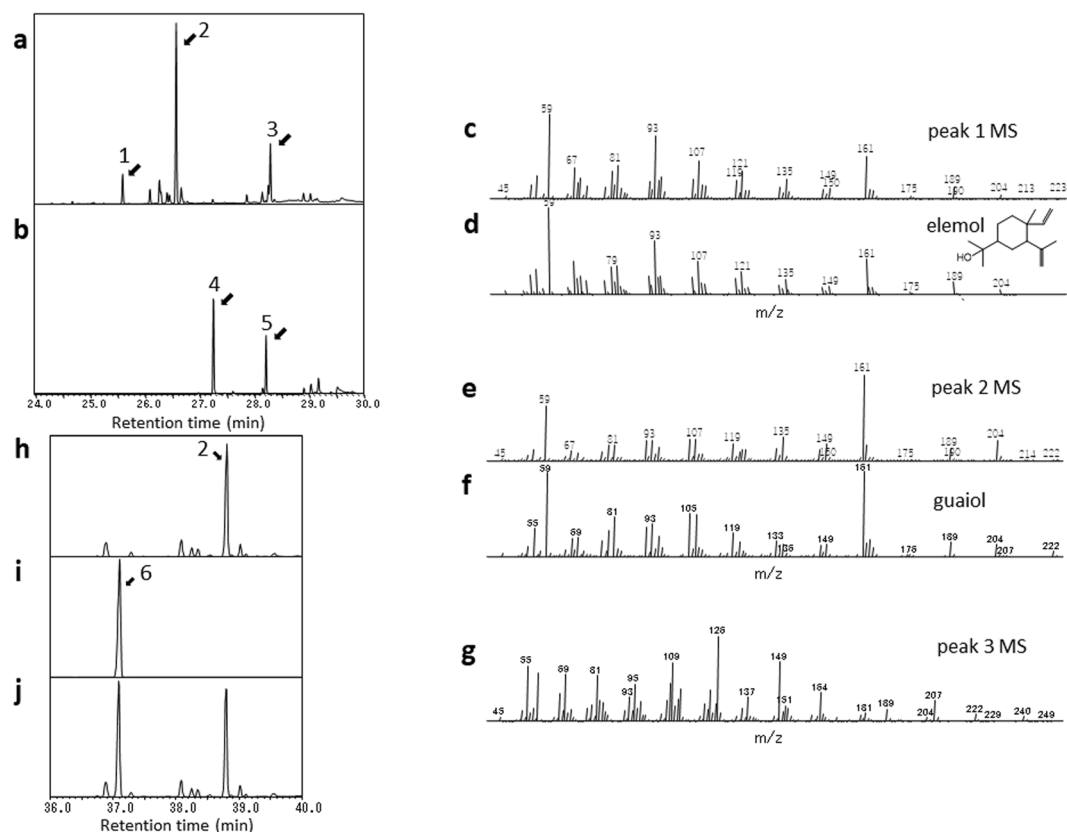 a
2
1
3
b
4
5
24.0 25.0 26.0 27.0 28.0 29.0 30.0
Retention time (min)
h
2
i
6
j
36.0 37.0 38.0 39.0 40.0
Retention time (min)
c
peak 1 MS
45 59 67 81 93 107 119 121 135 149 150 161 175 189 190 204 213 223
d
elemol
HO
59 79 93 107 121 135 149 161 175 189 204
m/z
e
peak 2 MS
45 59 67 81 93 107 119 135 149 150 161 175 189 190 204 214 222
f
guaiol
55 59 69 81 93 105 119 133 135 149 161 175 189 204 207 222
m/z
g
peak 3 MS
45 55 69 81 93 95 109 125 137 149 151 164 181 189 204 207 222 229 240 249
m/z